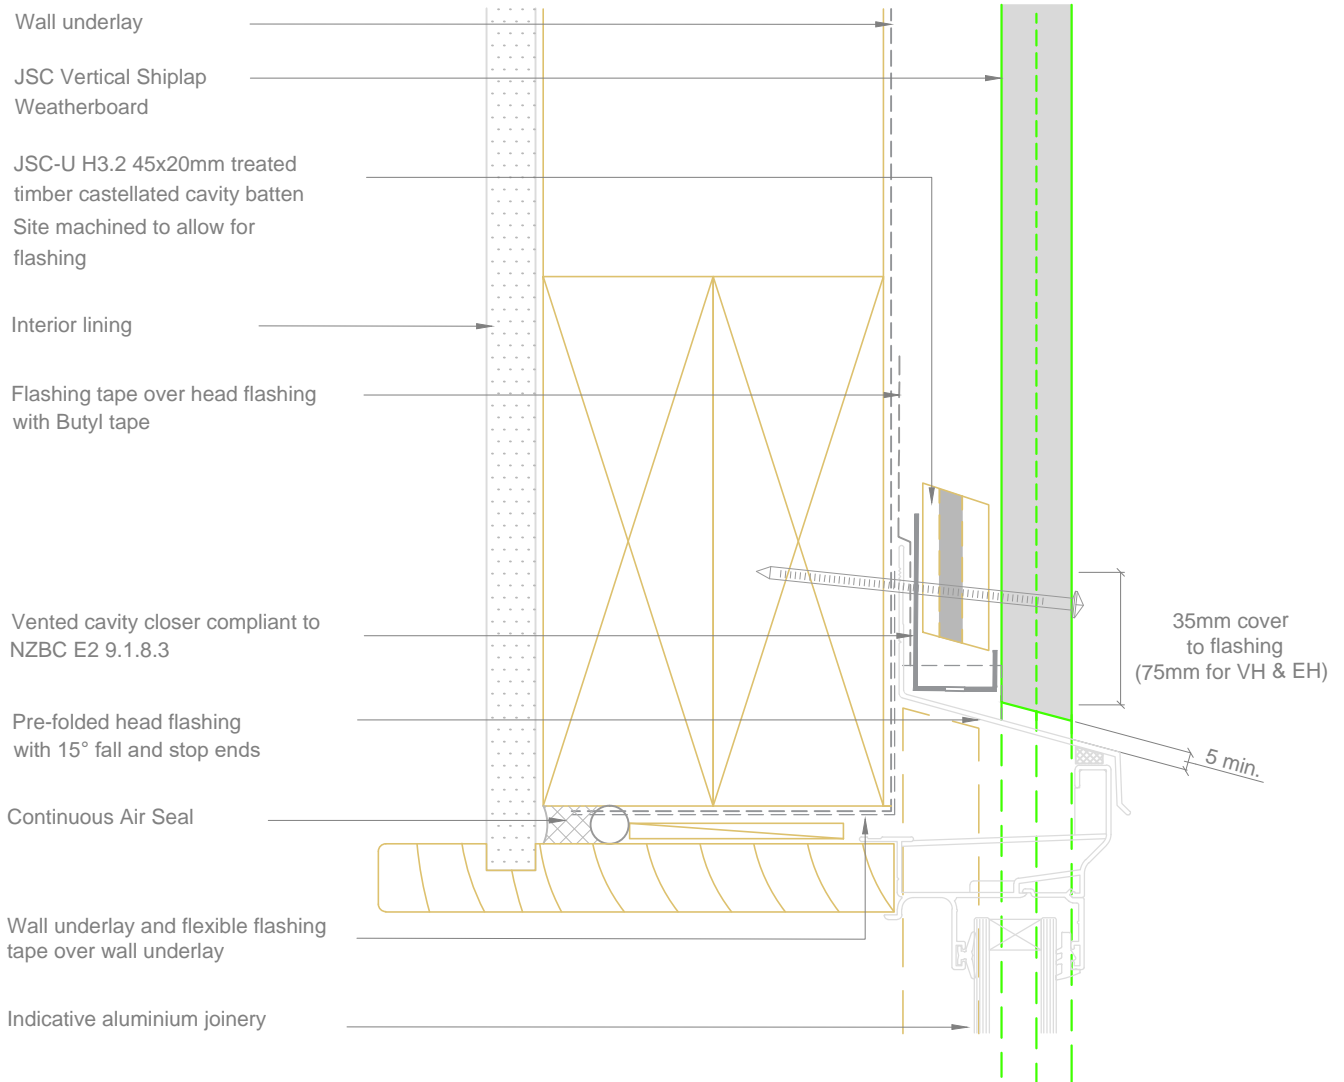 Wall underlay
JSC Vertical Shiplap
Weatherboard
JSC-U H3.2 45x20mm treated
timber castellated cavity batten
Site machined to allow for
flashing
Interior lining
Flashing tape over head flashing
with Butyl tape
Vented cavity closer compliant to
NZBC E2 9.1.8.3
35mm cover
to flashing
(75mm for VH & EH)
Pre-folded head flashing
with 15° fall and stop ends
5 min.
Continuous Air Seal
Wall underlay and flexible flashing
tape over wall underlay
Indicative aluminium joinery